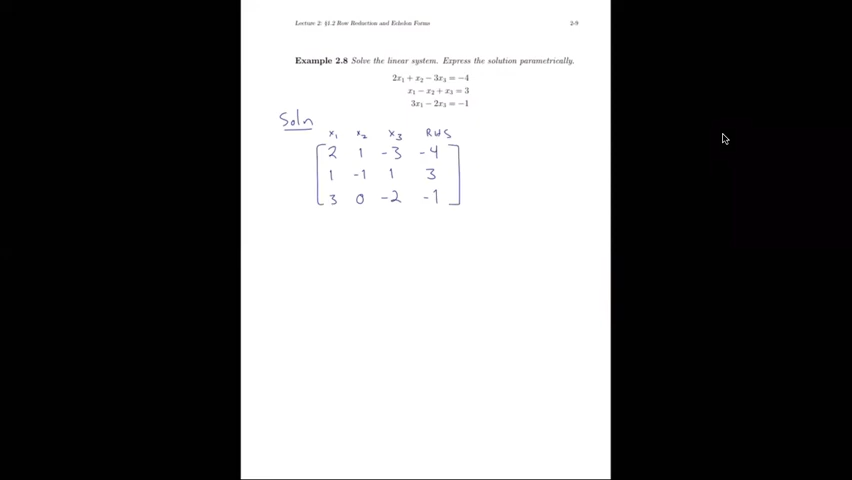 Lecture 2: §1.2 Row Reduction and Echelon Forms 2-9
Example 2.8 Solve the linear system. Express the solution parametrically.
2x₁ + x₂ − 3x₃ = −4
x₁ − x₂ + x₃ = 3
3x₁ − 2x₃ = −1
Soln
x₁ x₂ x₃ RHS
2 1 -3 -4
1 -1 1 3
3 0 -2 -1